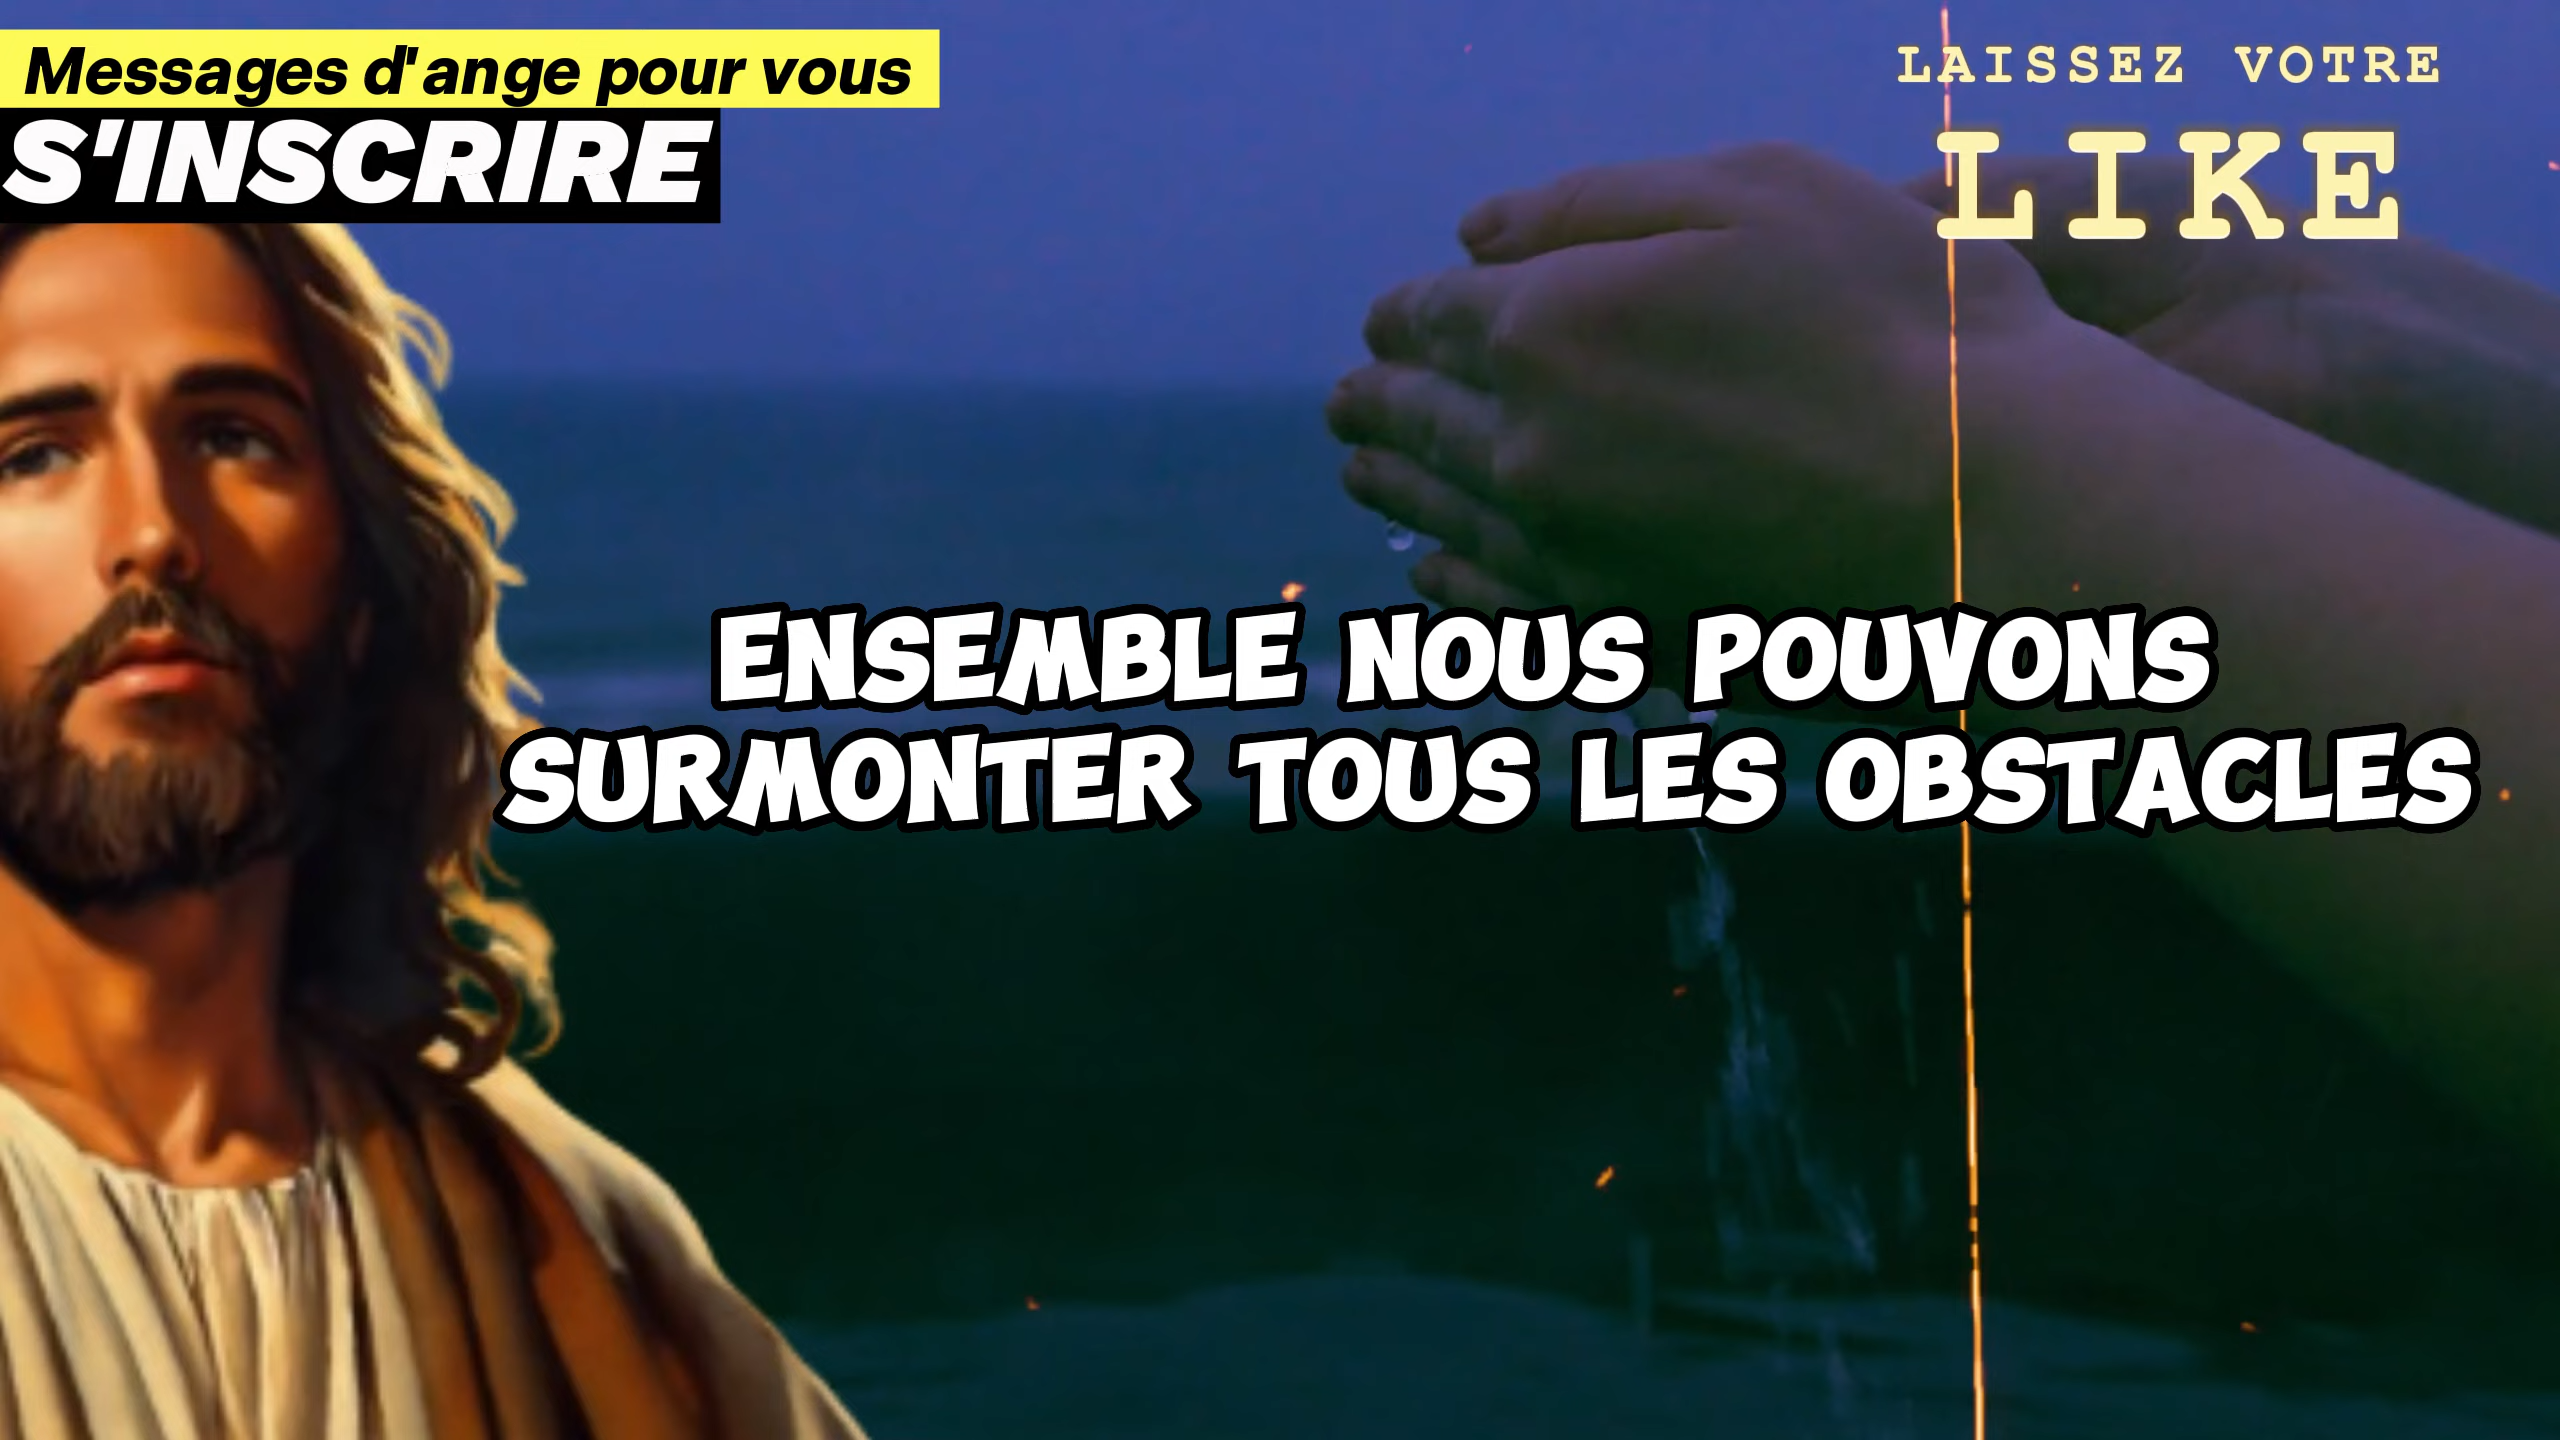 Messages d'ange pour vous
S'INSCRIRE
LAISSEZ VOTRE
LIKE
ENSEMBLE NOUS POUVONS
SURMONTER TOUS LES OBSTACLES